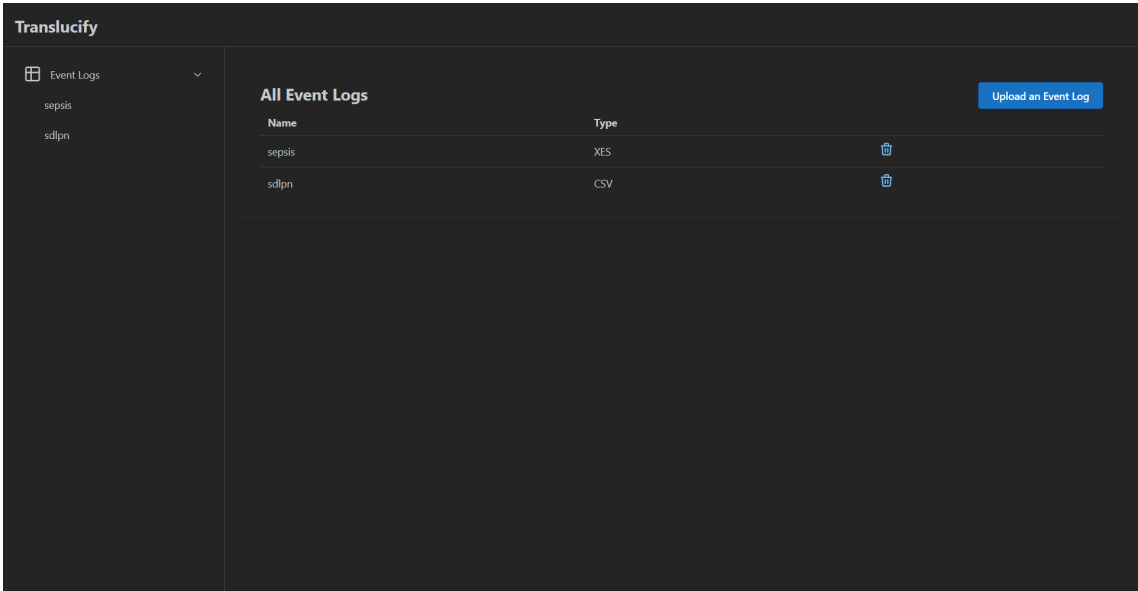 Translucify
Event Logs
sepsis
sdlpn
All Event Logs
Upload an Event Log
Name Type
sepsis XES
sdlpn CSV